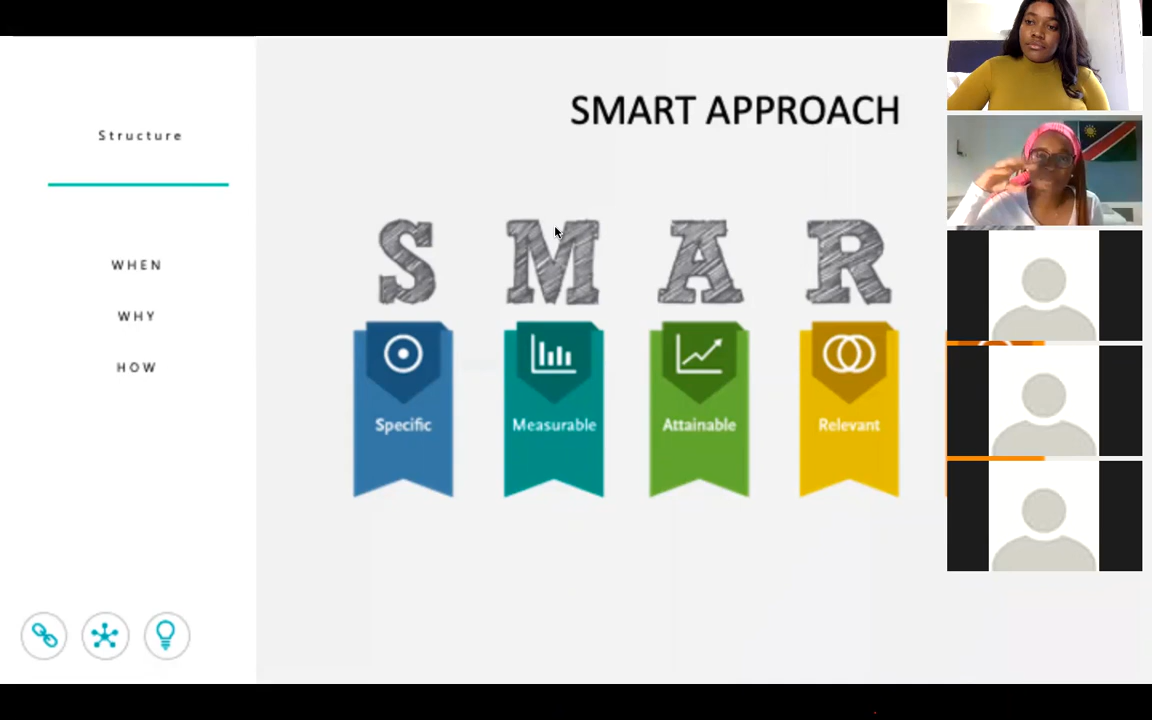 SMART APPROACH
Structure
WHEN
WHY
HOW
S M A R
Specific
Measurable
Attainable
Relevant